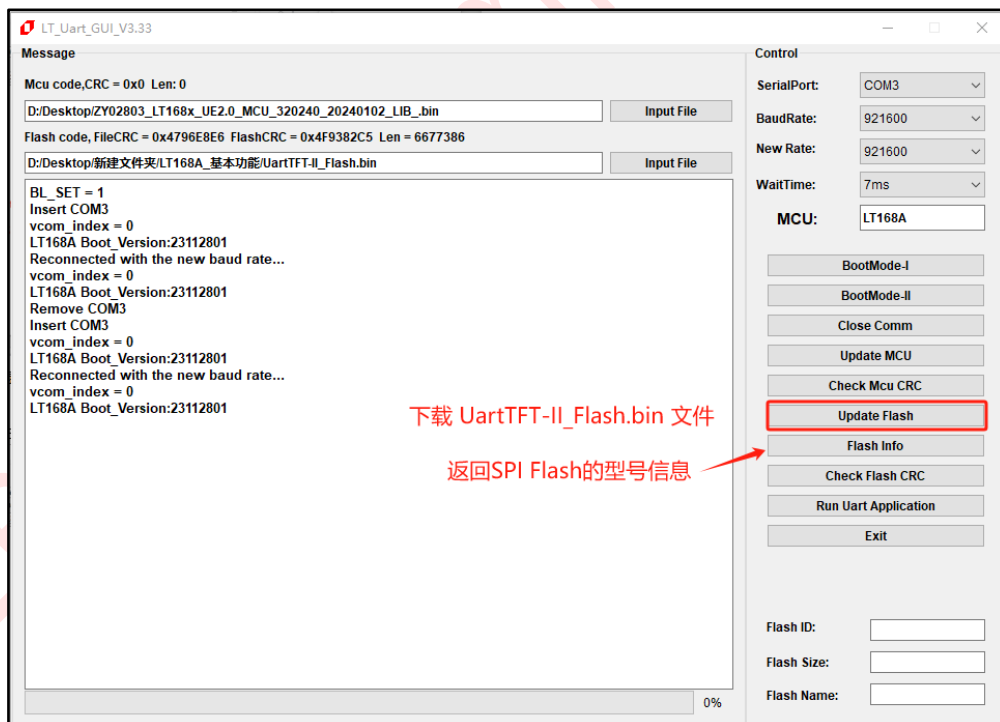 LT_Uart_GUI_V3.33
Message
Mcu code,CRC = 0x0 Len: 0
D:/Desktop/ZY02803_LT168x_UE2.0_MCU_320240_20240102_LIB_.bin
Input File
Flash code, FileCRC = 0x4796E8E6 FlashCRC = 0x4F9382C5 Len = 6677386
D:/Desktop/新建文件夹/LT168A_基本功能/UartTFT-II_Flash.bin
Input File
BL_SET = 1
Insert COM3
vcom_index = 0
LT168A Boot_Version:23112801
Reconnected with the new baud rate...
vcom_index = 0
LT168A Boot_Version:23112801
Remove COM3
Insert COM3
vcom_index = 0
LT168A Boot_Version:23112801
Reconnected with the new baud rate...
vcom_index = 0
LT168A Boot_Version:23112801
下载 UartTFT-II_Flash.bin 文件
返回SPI Flash的型号信息
0%
Control
SerialPort: COM3
BaudRate: 921600
New Rate: 921600
WaitTime: 7ms
MCU: LT168A
BootMode-I
BootMode-II
Close Comm
Update MCU
Check Mcu CRC
Update Flash
Flash Info
Check Flash CRC
Run Uart Application
Exit
Flash ID:
Flash Size:
Flash Name: